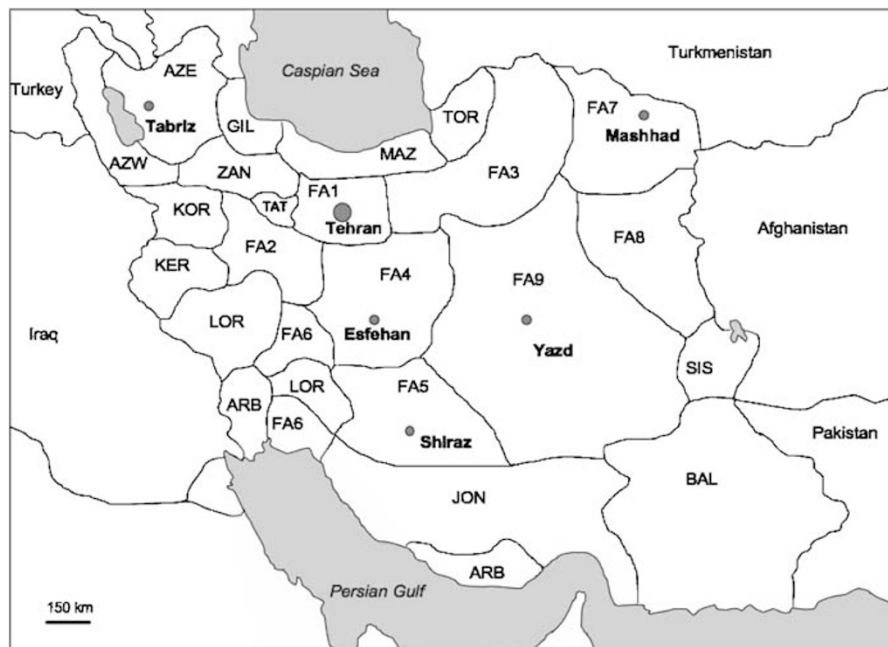 Turkmenistan
AZE
Caspian Sea
Turkey
TOR
FA7
Tabriz
GIL
Mashhad
MAZ
AZW
ZAN
FA3
FA1
KOR
TAT
Tehran
Afghanistan
FA2
FA8
KER
FA4
FA9
LOR
Iraq
FA6
Esfehan
Yazd
SIS
LOR
FA5
ARB
FA6
Shiraz
Pakistan
BAL
JON
ARB
Persian Gulf
150 km